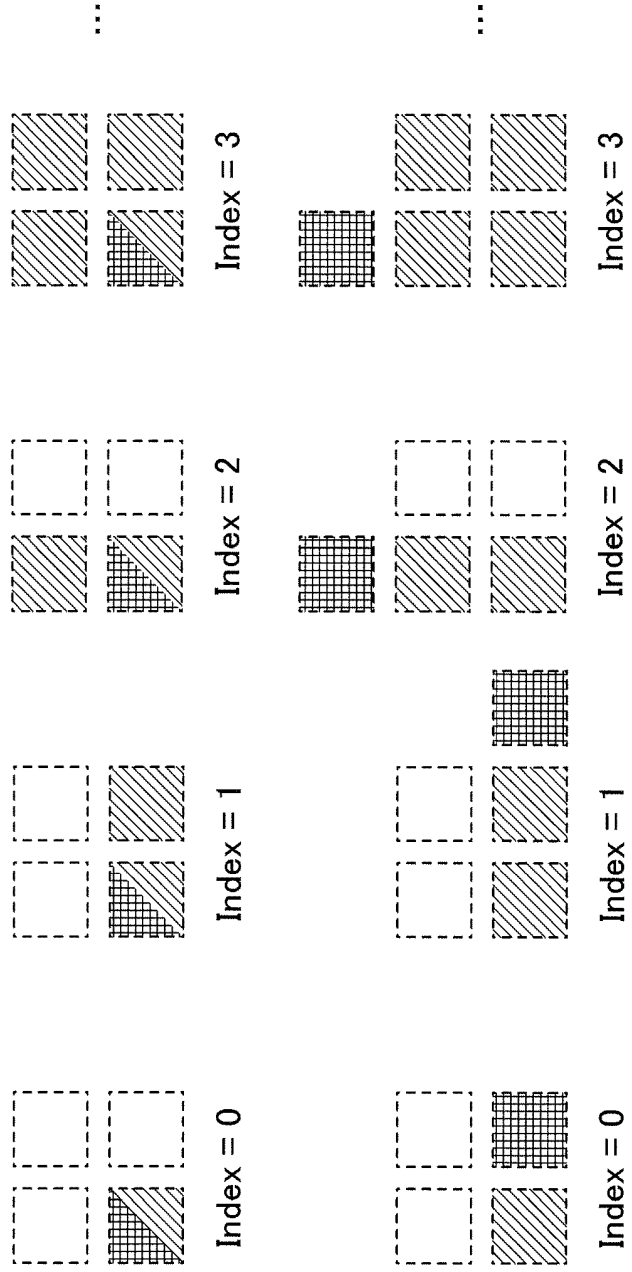 Index = 0
Index = 1
Index = 2
Index = 3
...
Index = 0
Index = 1
Index = 2
Index = 3
...